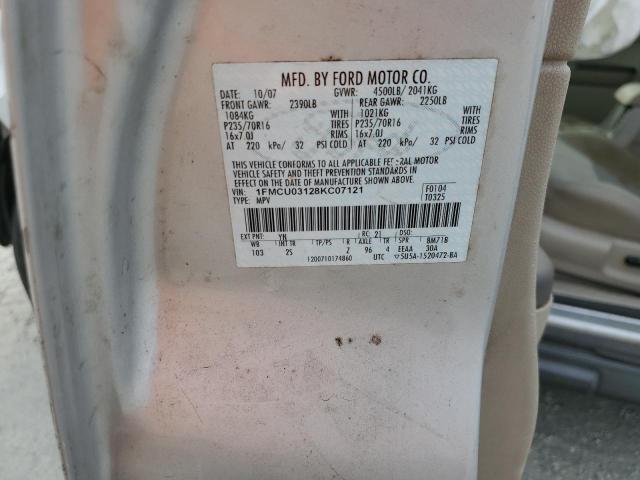 MFD. BY FORD MOTOR CO.
DATE: 10/07 GVWR: 4500LB/ 2041KG
FRONT GAWR: 2390LB REAR GAWR: 2250LB
1084KG WITH 1021KG WITH
P235/70R16 TIRES P235/70R16 TIRES
16x7.0J RIMS 16x7.0J RIMS
AT 220 kPa/ 32 PSI COLD AT 220 kPa/ 32 PSI COLD
THIS VEHICLE CONFORMS TO ALL APPLICABLE FEDERAL MOTOR
VEHICLE SAFETY AND THEFT PREVENTION STANDARDS IN
EFFECT ON THE DATE OF MANUFACTURE SHOWN ABOVE.
VIN: 1FMCU03128KC07121 F0104
TYPE: MPV T0325
EXT PNT: YN RC: 21 DSO:
WB INT TR TP/PS R AXLE TR SPR BM71B
103 2S 2 96 4 EEAA 30A
1200710174860 UTC ▽5U5A-1520472-BA